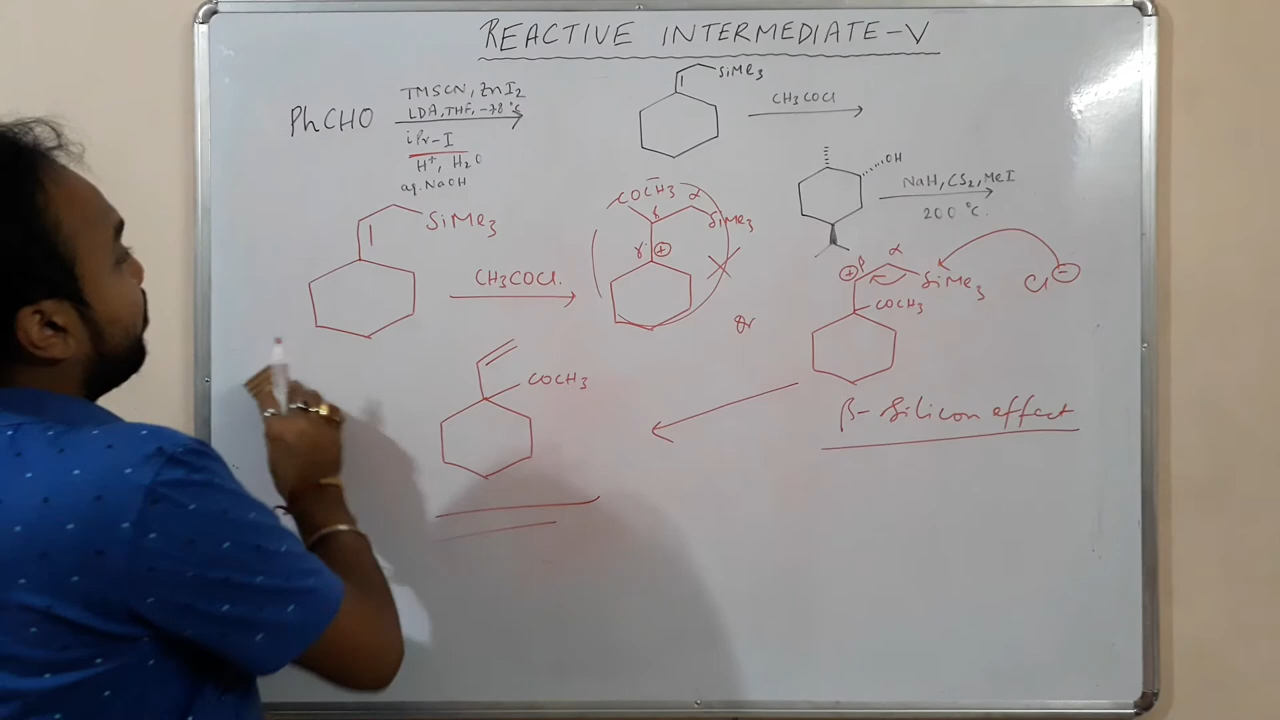 REACTIVE INTERMEDIATE-V
PhCHO
TMSCN, ZnI2
LDA, THF, -78 °C
iPr-I
H+, H2O
aq. NaOH
SiMe3
CH3COCl
OH
NaH, CS2, MeI
200 °C.
SiMe3
CH3COCl.
COCH3
β α
SiMe3
γ ⊕
Or
⊕ β α
SiMe3
Cl ⊖
COCH3
COCH3
β- Silicon effect